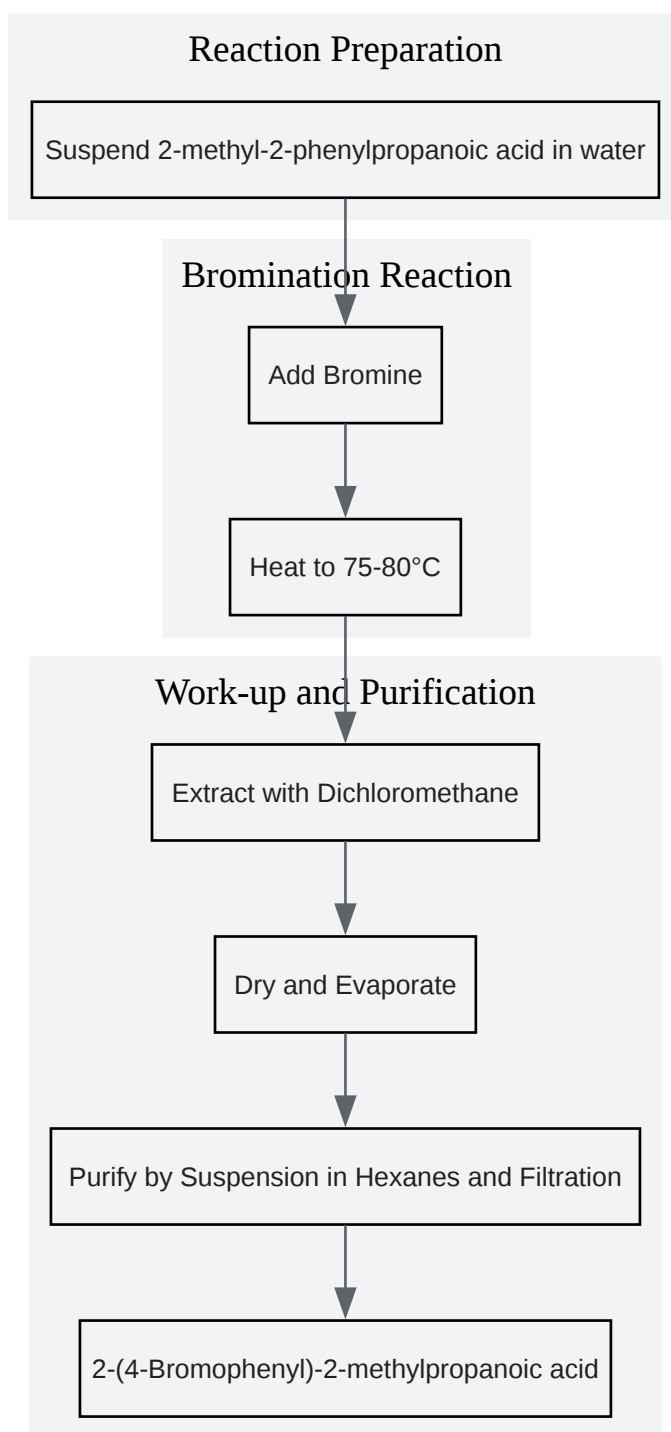 Reaction Preparation
Suspend 2-methyl-2-phenylpropanoic acid in water
Bromination Reaction
Add Bromine
Heat to 75-80°C
Work-up and Purification
Extract with Dichloromethane
Dry and Evaporate
Purify by Suspension in Hexanes and Filtration
2-(4-Bromophenyl)-2-methylpropanoic acid